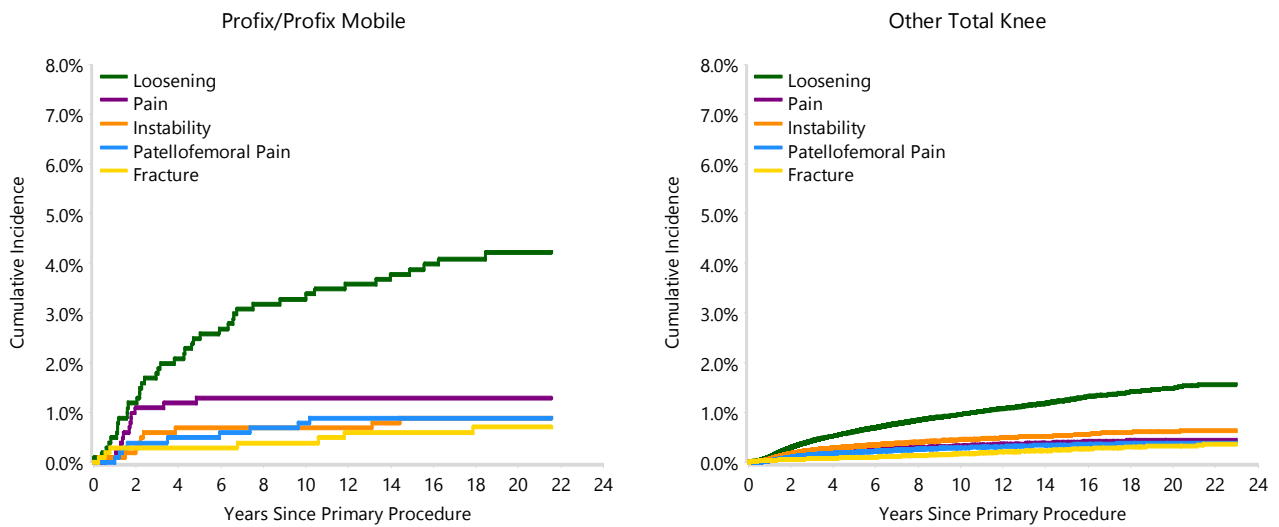 Profix/Profix Mobile
8.0%
7.0%
6.0%
5.0%
4.0%
3.0%
2.0%
1.0%
0.0%
Cumulative Incidence
Loosening
Pain
Instability
Patellofemoral Pain
Fracture
0 2 4 6 8 10 12 14 16 18 20 22 24
Years Since Primary Procedure
Other Total Knee
8.0%
7.0%
6.0%
5.0%
4.0%
3.0%
2.0%
1.0%
0.0%
Cumulative Incidence
Loosening
Pain
Instability
Patellofemoral Pain
Fracture
0 2 4 6 8 10 12 14 16 18 20 22 24
Years Since Primary Procedure